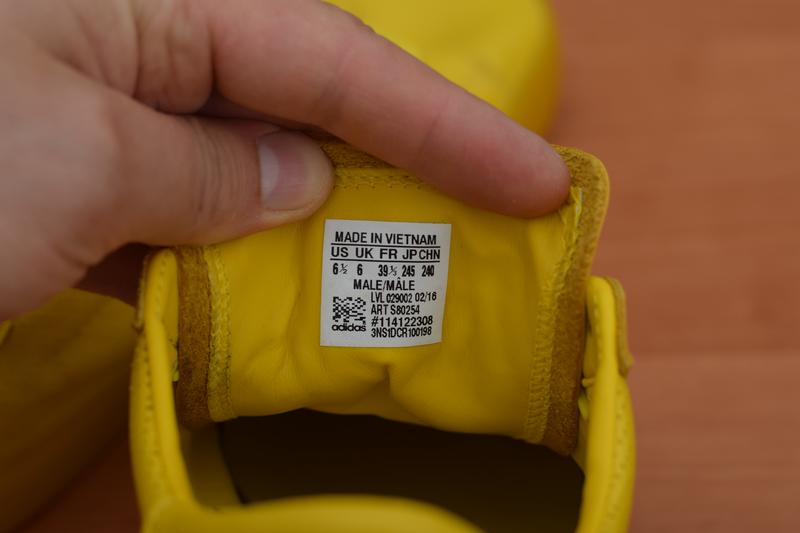 MADE IN VIETNAM
US UK FR JP CHN
6½ 6 39⅓ 245 240
MALE/MÂLE
LVL 029002 02/16
ART S80254
#114122308
adidas 3NS1DCR100198